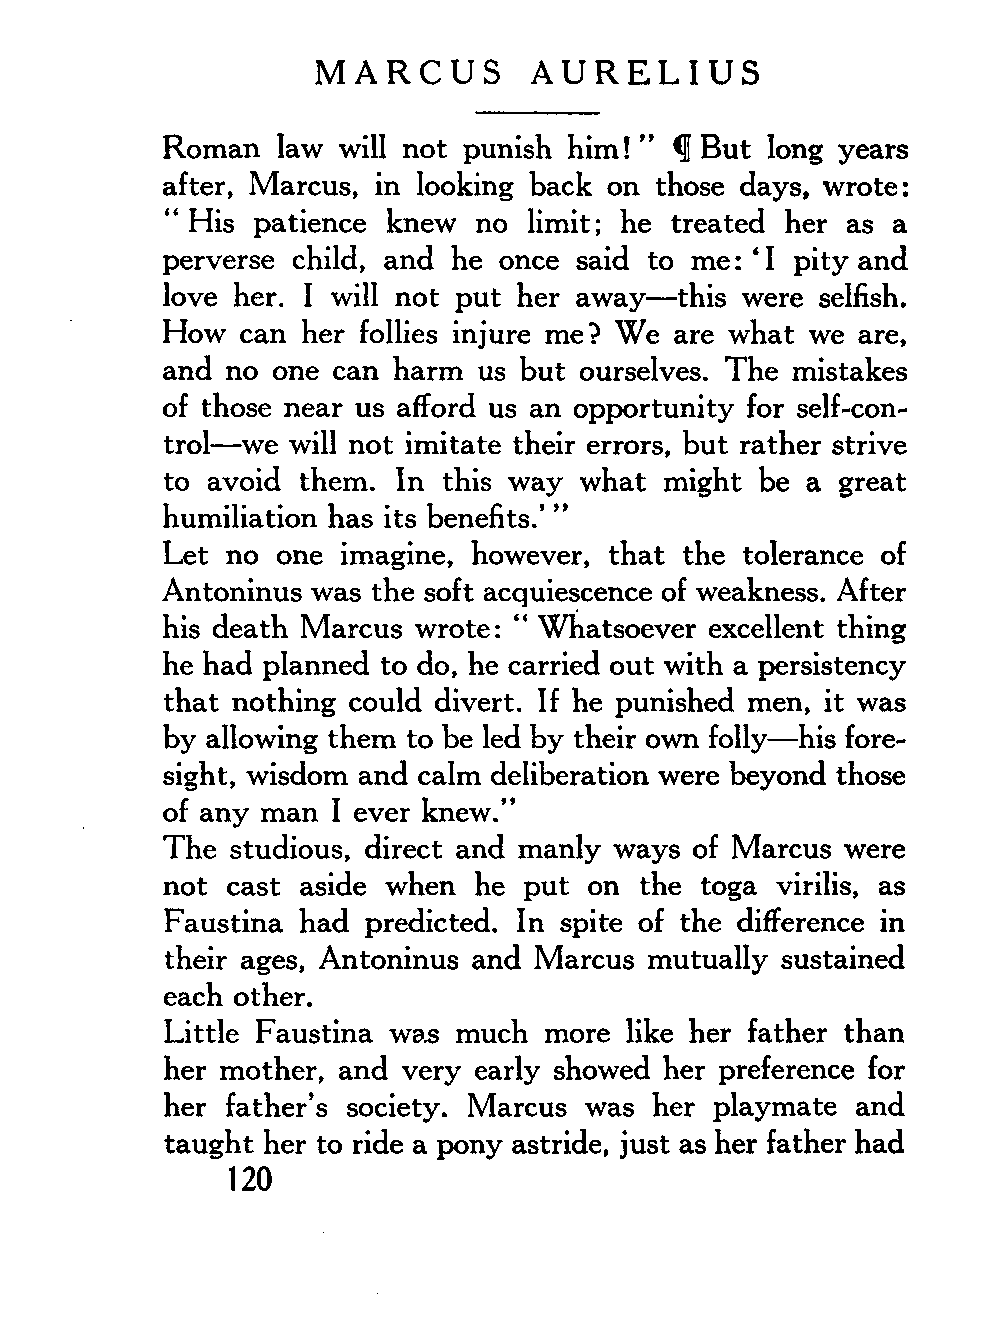 MARCUS AURELIUS
Roman law will not punish him!" ¶ But long years
after, Marcus, in looking back on those days, wrote:
" His patience knew no limit; he treated her as a
perverse child, and he once said to me: 'I pity and
love her. I will not put her away—this were selfish.
How can her follies injure me? We are what we are,
and no one can harm us but ourselves. The mistakes
of those near us afford us an opportunity for self-con-
trol—we will not imitate their errors, but rather strive
to avoid them. In this way what might be a great
humiliation has its benefits.' "
Let no one imagine, however, that the tolerance of
Antoninus was the soft acquiescence of weakness. After
his death Marcus wrote: " Whatsoever excellent thing
he had planned to do, he carried out with a persistency
that nothing could divert. If he punished men, it was
by allowing them to be led by their own folly—his fore-
sight, wisdom and calm deliberation were beyond those
of any man I ever knew."
The studious, direct and manly ways of Marcus were
not cast aside when he put on the toga virilis, as
Faustina had predicted. In spite of the difference in
their ages, Antoninus and Marcus mutually sustained
each other.
Little Faustina was much more like her father than
her mother, and very early showed her preference for
her father's society. Marcus was her playmate and
taught her to ride a pony astride, just as her father had
120